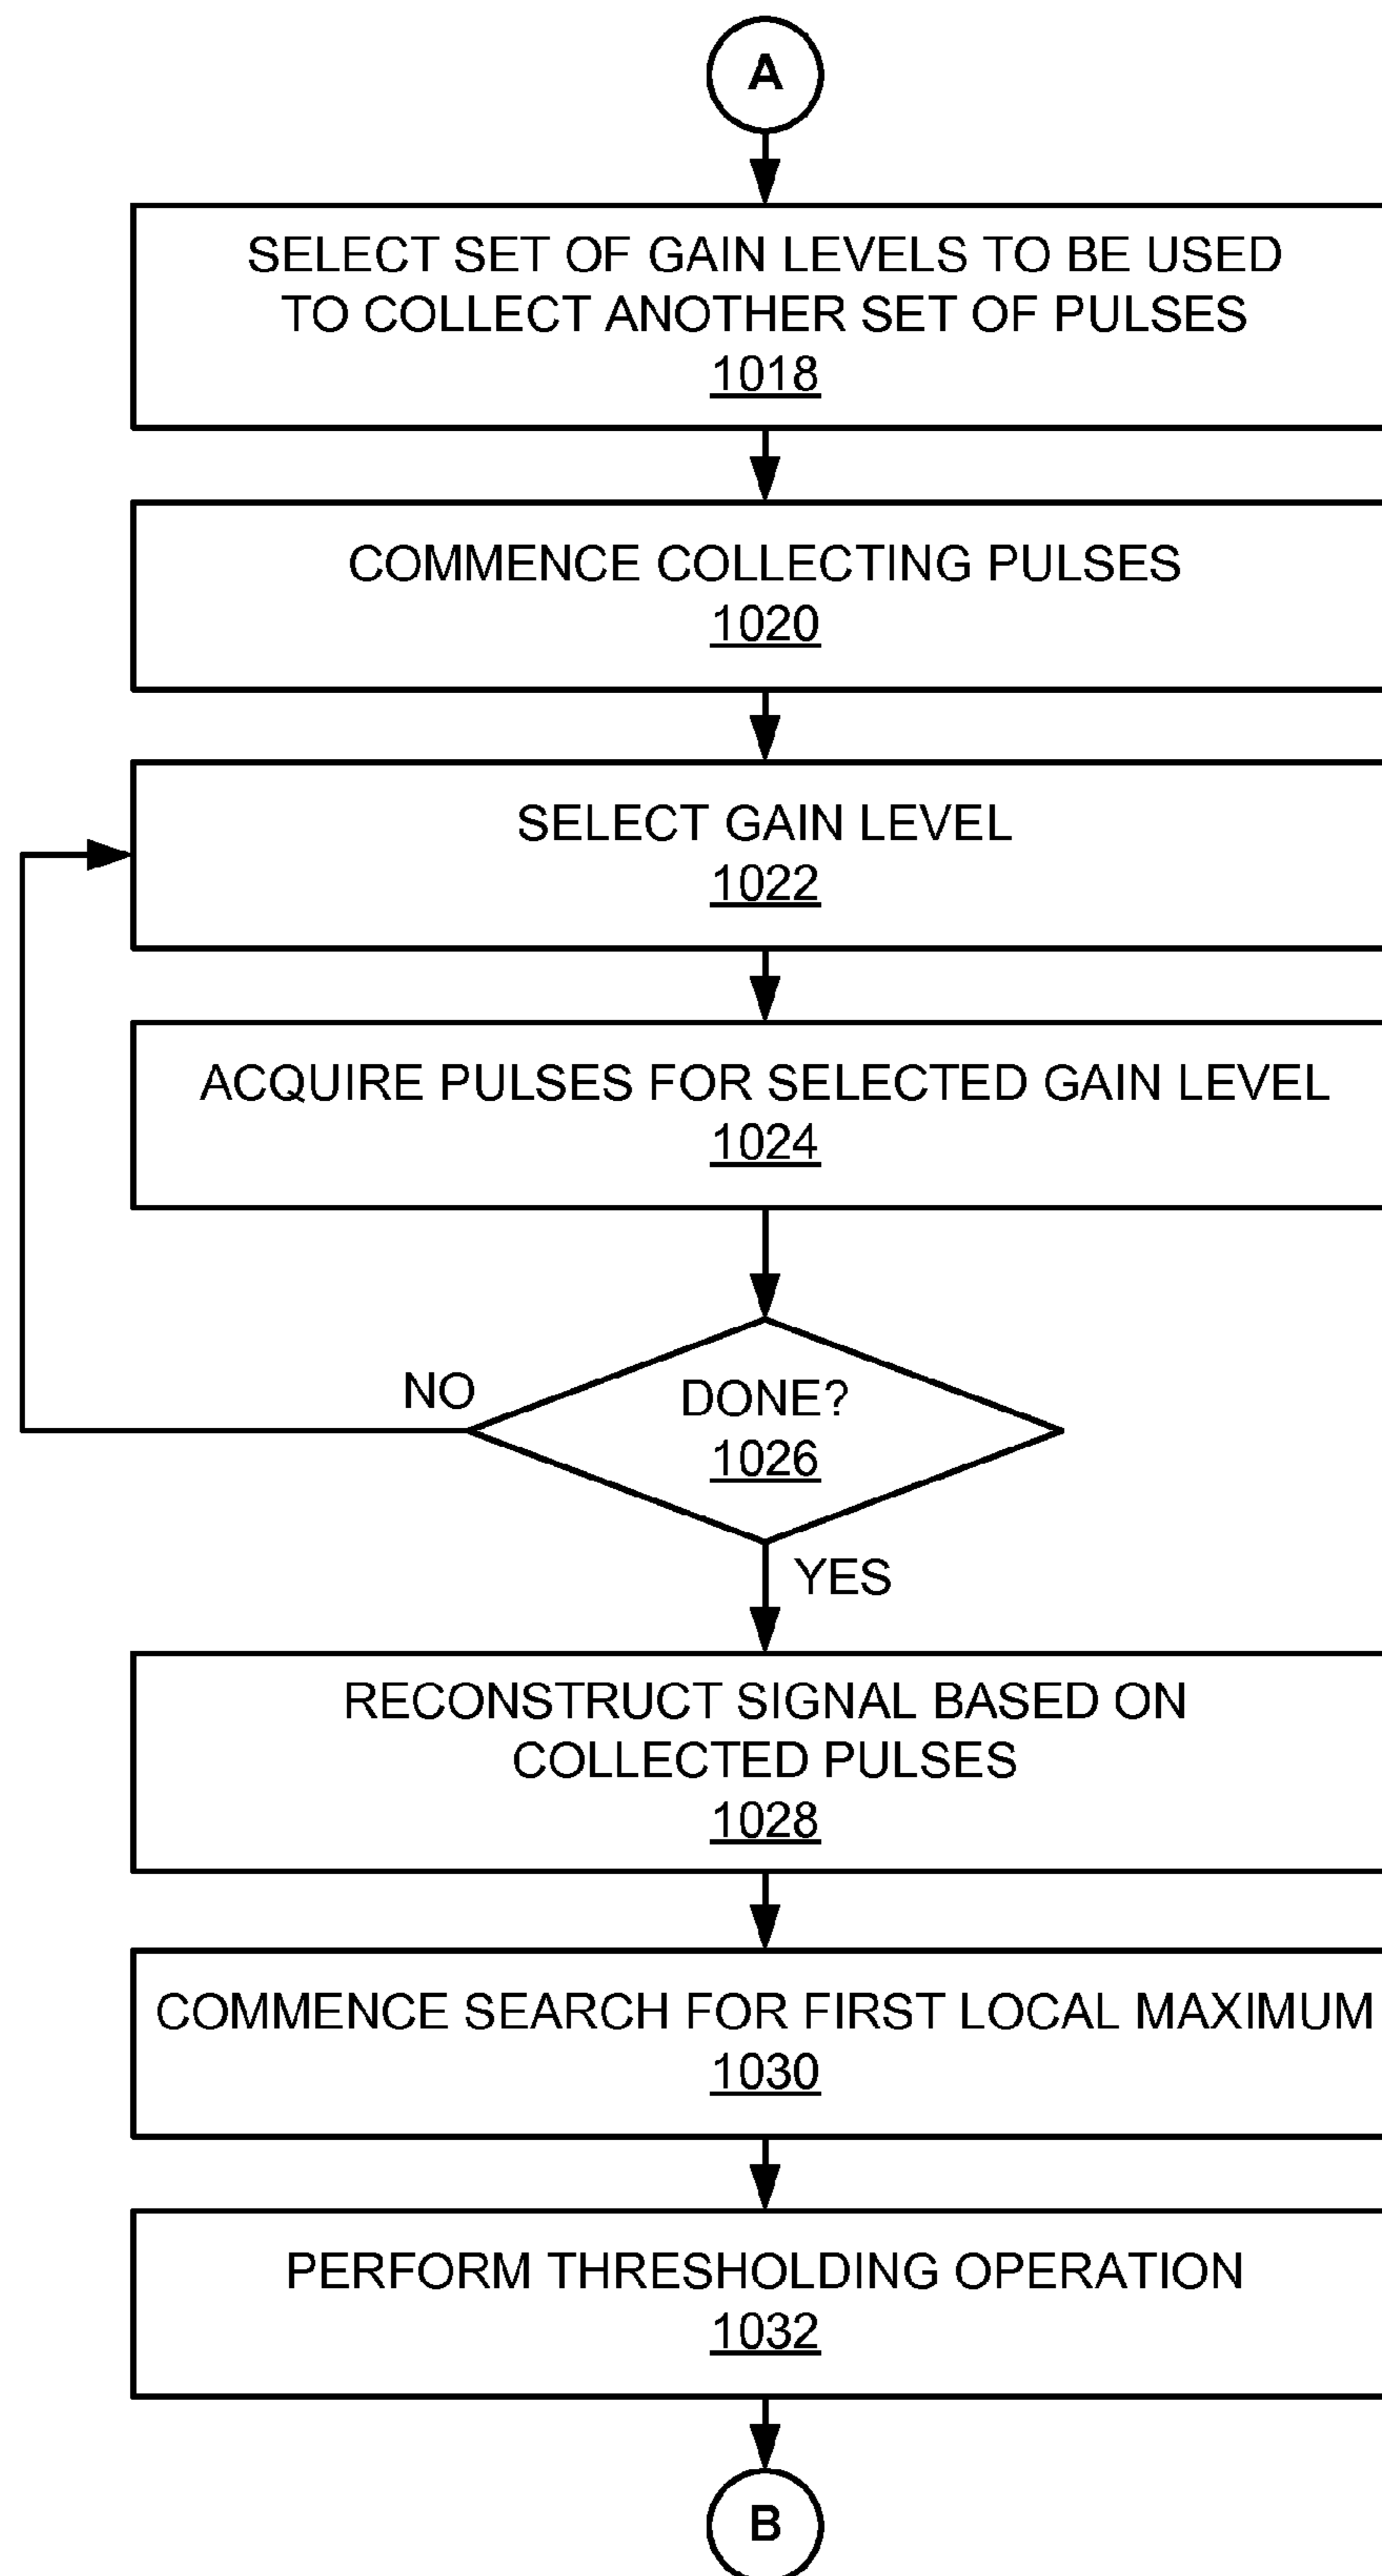 A
SELECT SET OF GAIN LEVELS TO BE USED
TO COLLECT ANOTHER SET OF PULSES
1018
COMMENCE COLLECTING PULSES
1020
SELECT GAIN LEVEL
1022
ACQUIRE PULSES FOR SELECTED GAIN LEVEL
1024
NO
DONE?
1026
YES
RECONSTRUCT SIGNAL BASED ON
COLLECTED PULSES
1028
COMMENCE SEARCH FOR FIRST LOCAL MAXIMUM
1030
PERFORM THRESHOLDING OPERATION
1032
B